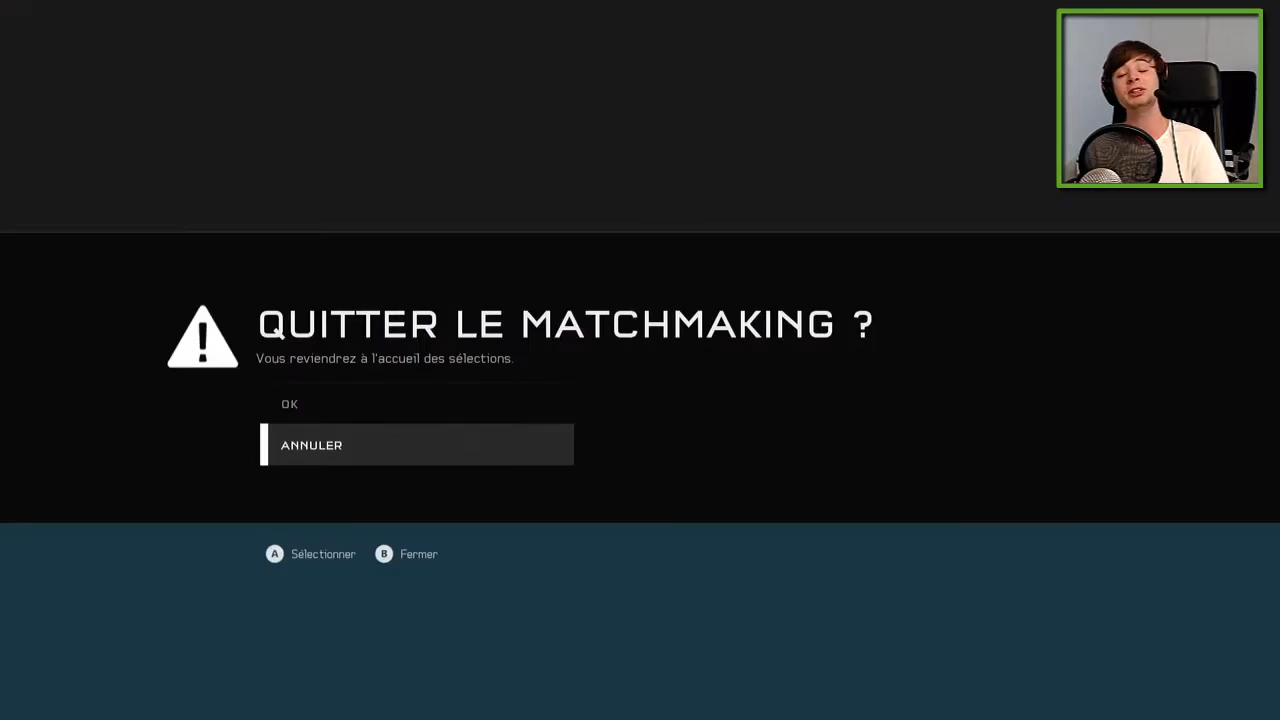 QUITTER LE MATCHMAKING ?
Vous reviendrez à l'accueil des sélections.
OK
ANNULER
A Sélectionner B Fermer